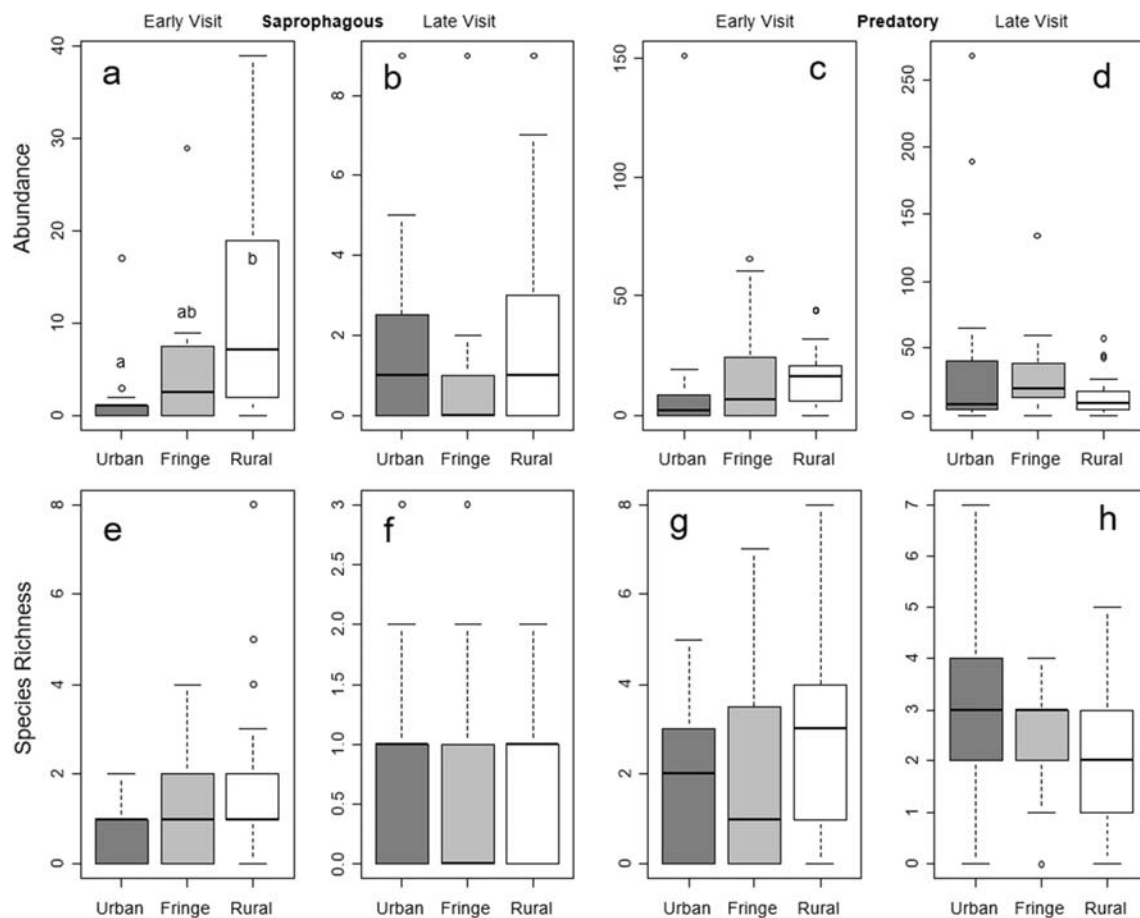 Early Visit Saprophagous Late Visit Early Visit Predatory Late Visit
Abundance
a
0 10 20 30 40
a ab b
Urban Fringe Rural
b
0 2 4 6 8
Urban Fringe Rural
c
0 50 100 150
Urban Fringe Rural
d
0 50 100 150 200 250
Urban Fringe Rural
Species Richness
e
0 2 4 6 8
Urban Fringe Rural
f
0.0 0.5 1.0 1.5 2.0 2.5 3.0
Urban Fringe Rural
g
0 2 4 6 8
Urban Fringe Rural
h
0 1 2 3 4 5 6 7
Urban Fringe Rural